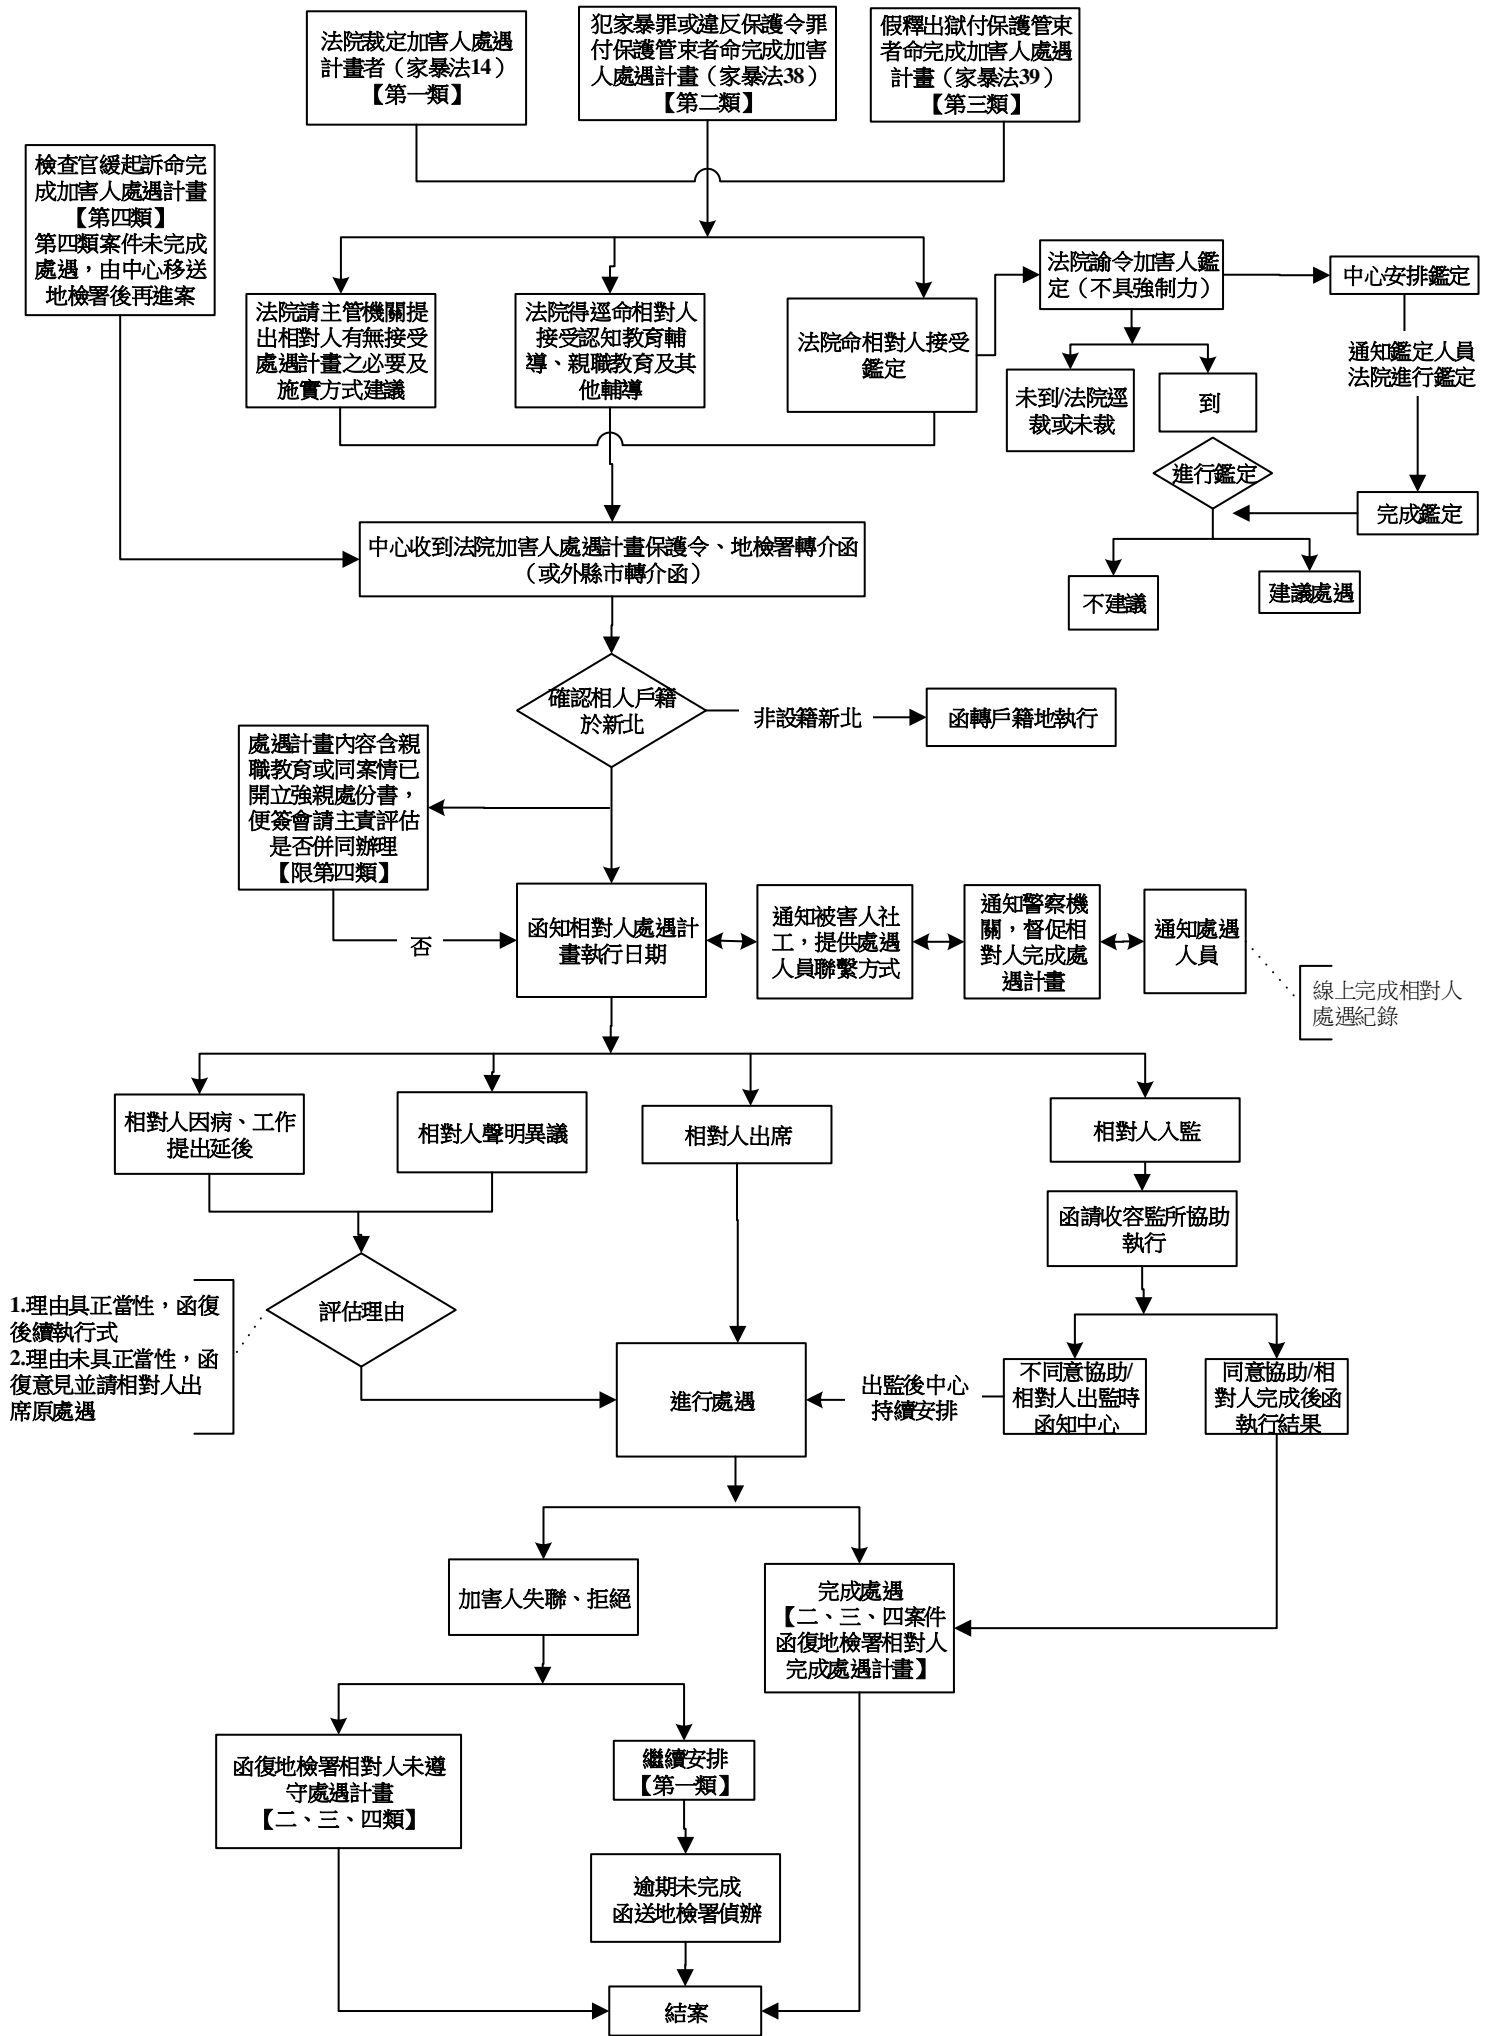 法院裁定加害人處遇
計畫者（家暴法14）
【第一類】
犯家暴罪或違反保護令罪
付保護管束者命完成加害
人處遇計畫（家暴法38）
【第二類】
假釋出獄付保護管束
者命完成加害人處遇
計畫（家暴法39）
【第三類】
檢查官緩起訴命完
成加害人處遇計畫
【第四類】
第四類案件未完成
處遇，由中心移送
地檢署後再進案
法院請主管機關提
出相對人有無接受
處遇計畫之必要及
施實方式建議
法院得逕命相對人
接受認知教育輔
導、親職教育及其
他輔導
法院命相對人接受
鑑定
法院諭令加害人鑑
定（不具強制力）
中心安排鑑定
通知鑑定人員
法院進行鑑定
未到/法院逕
裁或未裁
到
進行鑑定
完成鑑定
不建議
建議處遇
中心收到法院加害人處遇計畫保護令、地檢署轉介函
（或外縣市轉介函）
確認相人戶籍
於新北
非設籍新北
函轉戶籍地執行
處遇計畫內容含親
職教育或同案情已
開立強親處份書，
便簽會請主責評估
是否併同辦理
【限第四類】
否
函知相對人處遇計
畫執行日期
通知被害人社
工，提供處遇
人員聯繫方式
通知警察機
關，督促相
對人完成處
遇計畫
通知處遇
人員
線上完成相對人
處遇紀錄
相對人因病、工作
提出延後
相對人聲明異議
相對人出席
相對人入監
函請收容監所協助
執行
評估理由
1.理由具正當性，函復
後續執行式
2.理由未具正當性，函
復意見並請相對人出
席原處遇
進行處遇
出監後中心
持續安排
不同意協助/
相對人出監時
函知中心
同意協助/相
對人完成後函
執行結果
加害人失聯、拒絕
完成處遇
【二、三、四案件
函復地檢署相對人
完成處遇計畫】
函復地檢署相對人未遵
守處遇計畫
【二、三、四類】
繼續安排
【第一類】
逾期未完成
函送地檢署偵辦
結案